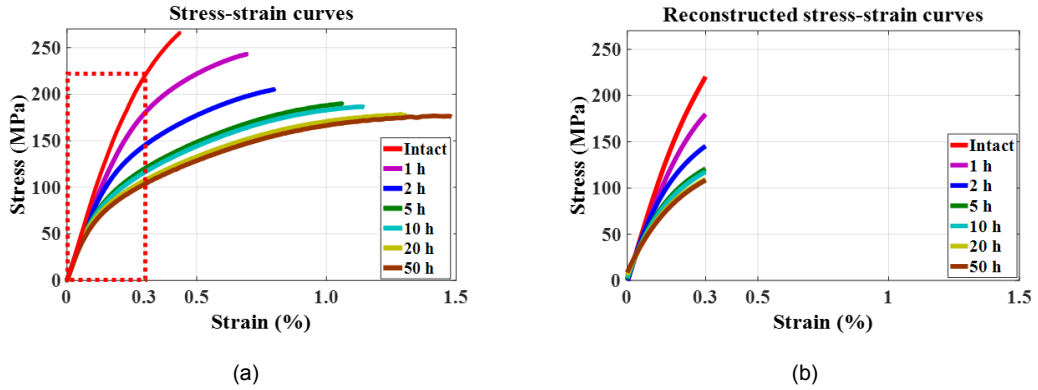 Stress-strain curves
250
200
150
100
50
0
Stress (MPa)
0 0.3 0.5 1.0 1.5
Strain (%)
Intact
1 h
2 h
5 h
10 h
20 h
50 h
(a)
Reconstructed stress-strain curves
250
200
150
100
50
0
Stress (MPa)
0 0.3 0.5 1 1.5
Strain (%)
Intact
1 h
2 h
5 h
10 h
20 h
50 h
(b)